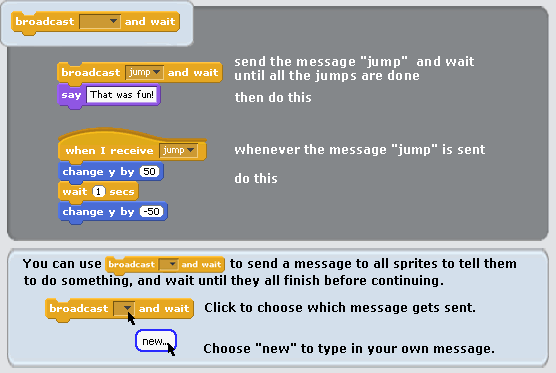 broadcast and wait
broadcast jump and wait
send the message "jump" and wait
until all the jumps are done
say That was fun!
then do this
when I receive jump
whenever the message "jump" is sent
change y by 50
do this
wait 1 secs
change y by -50
You can use broadcast and wait to send a message to all sprites to tell them
to do something, and wait until they all finish before continuing.
broadcast and wait
Click to choose which message gets sent.
new...
Choose "new" to type in your own message.